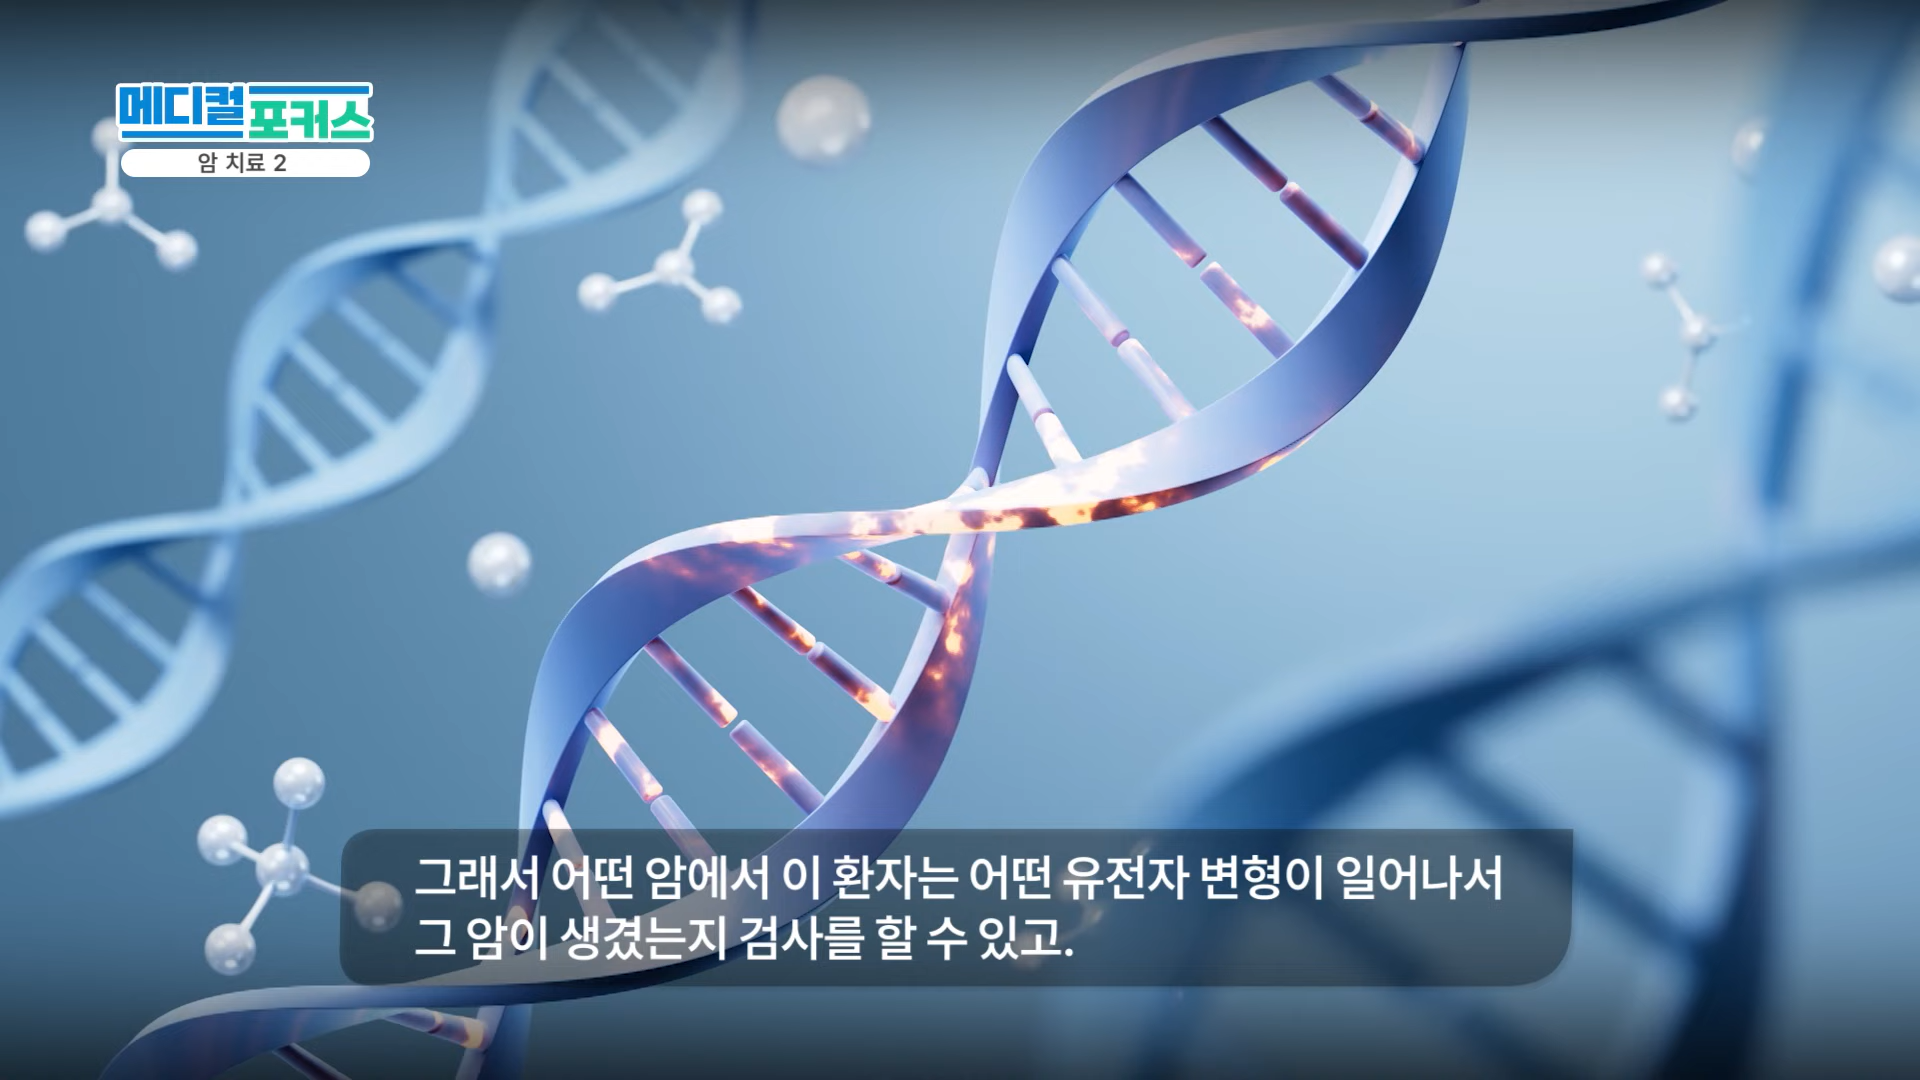 메디컬 포커스
암 치료 2
그래서 어떤 암에서 이 환자는 어떤 유전자 변형이 일어나서
그 암이 생겼는지 검사를 할 수 있고.